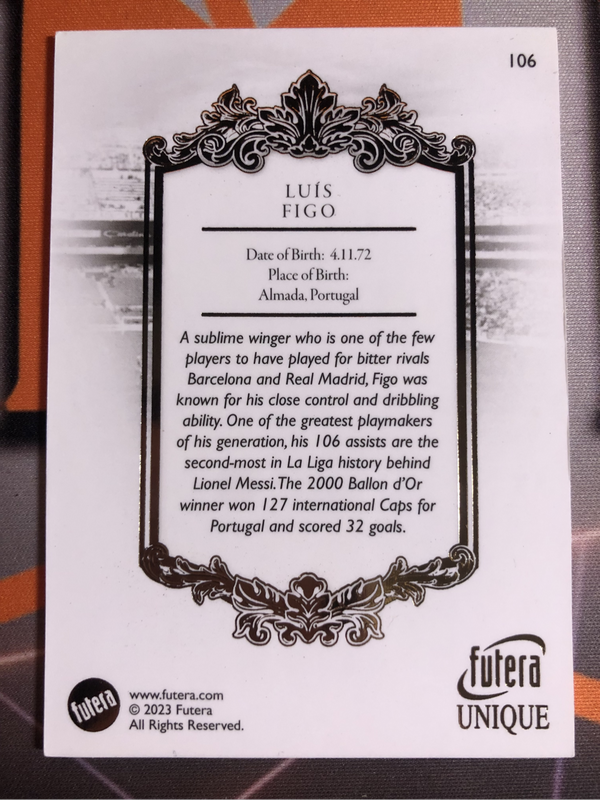 106
LUÍS
FIGO
Date of Birth: 4.11.72
Place of Birth:
Almada, Portugal
A sublime winger who is one of the few
players to have played for bitter rivals
Barcelona and Real Madrid, Figo was
known for his close control and dribbling
ability. One of the greatest playmakers
of his generation, his 106 assists are the
second-most in La Liga history behind
Lionel Messi. The 2000 Ballon d'Or
winner won 127 international Caps for
Portugal and scored 32 goals.
futera
www.futera.com
© 2023 Futera
All Rights Reserved.
futera
UNIQUE